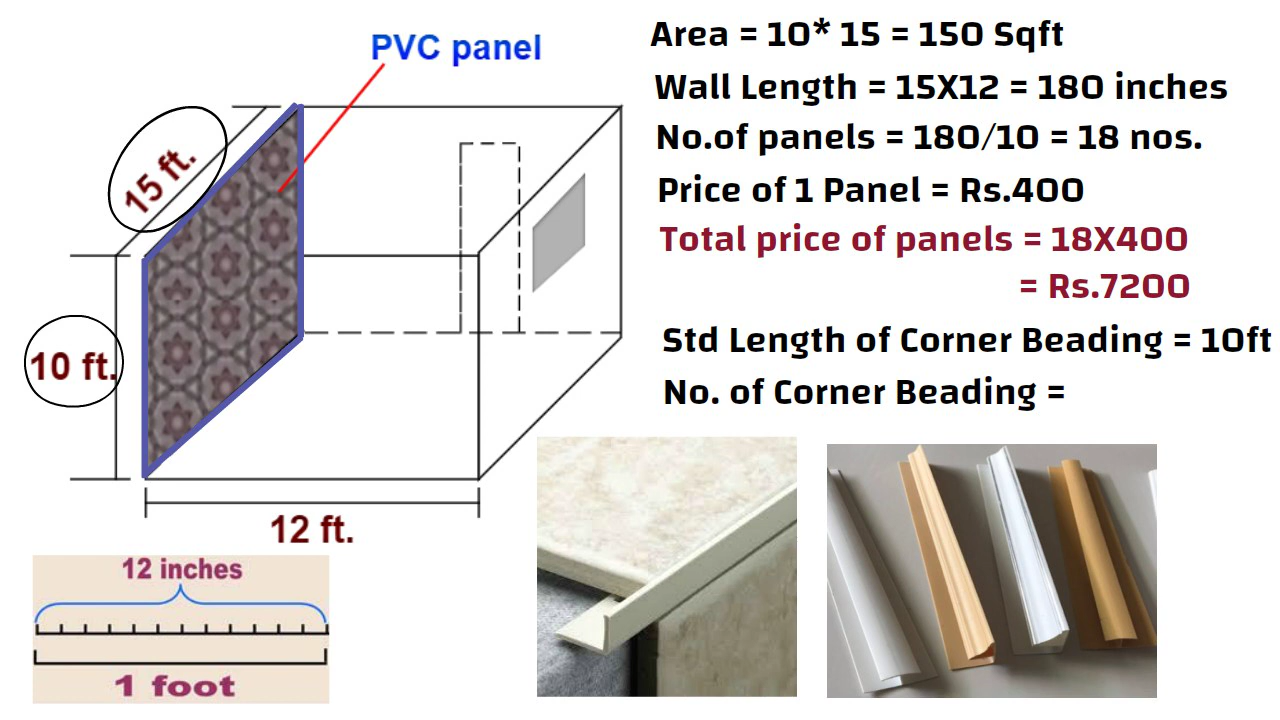 PVC panel
15 ft.
10 ft.
12 ft.
12 inches
1 foot
Area = 10* 15 = 150 Sqft
Wall Length = 15X12 = 180 inches
No.of panels = 180/10 = 18 nos.
Price of 1 Panel = Rs.400
Total price of panels = 18X400
= Rs.7200
Std Length of Corner Beading = 10ft
No. of Corner Beading =